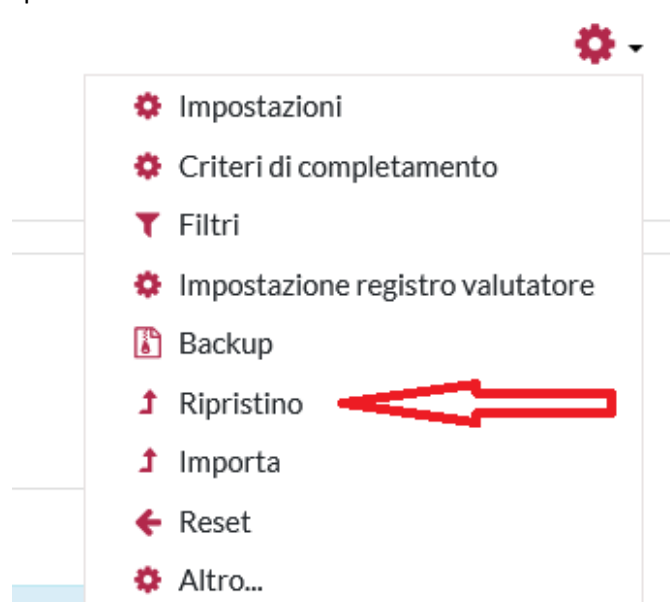 Impostazioni
Criteri di completamento
Filtri
Impostazione registro valutatore
Backup
Ripristino
Importa
Reset
Altro...